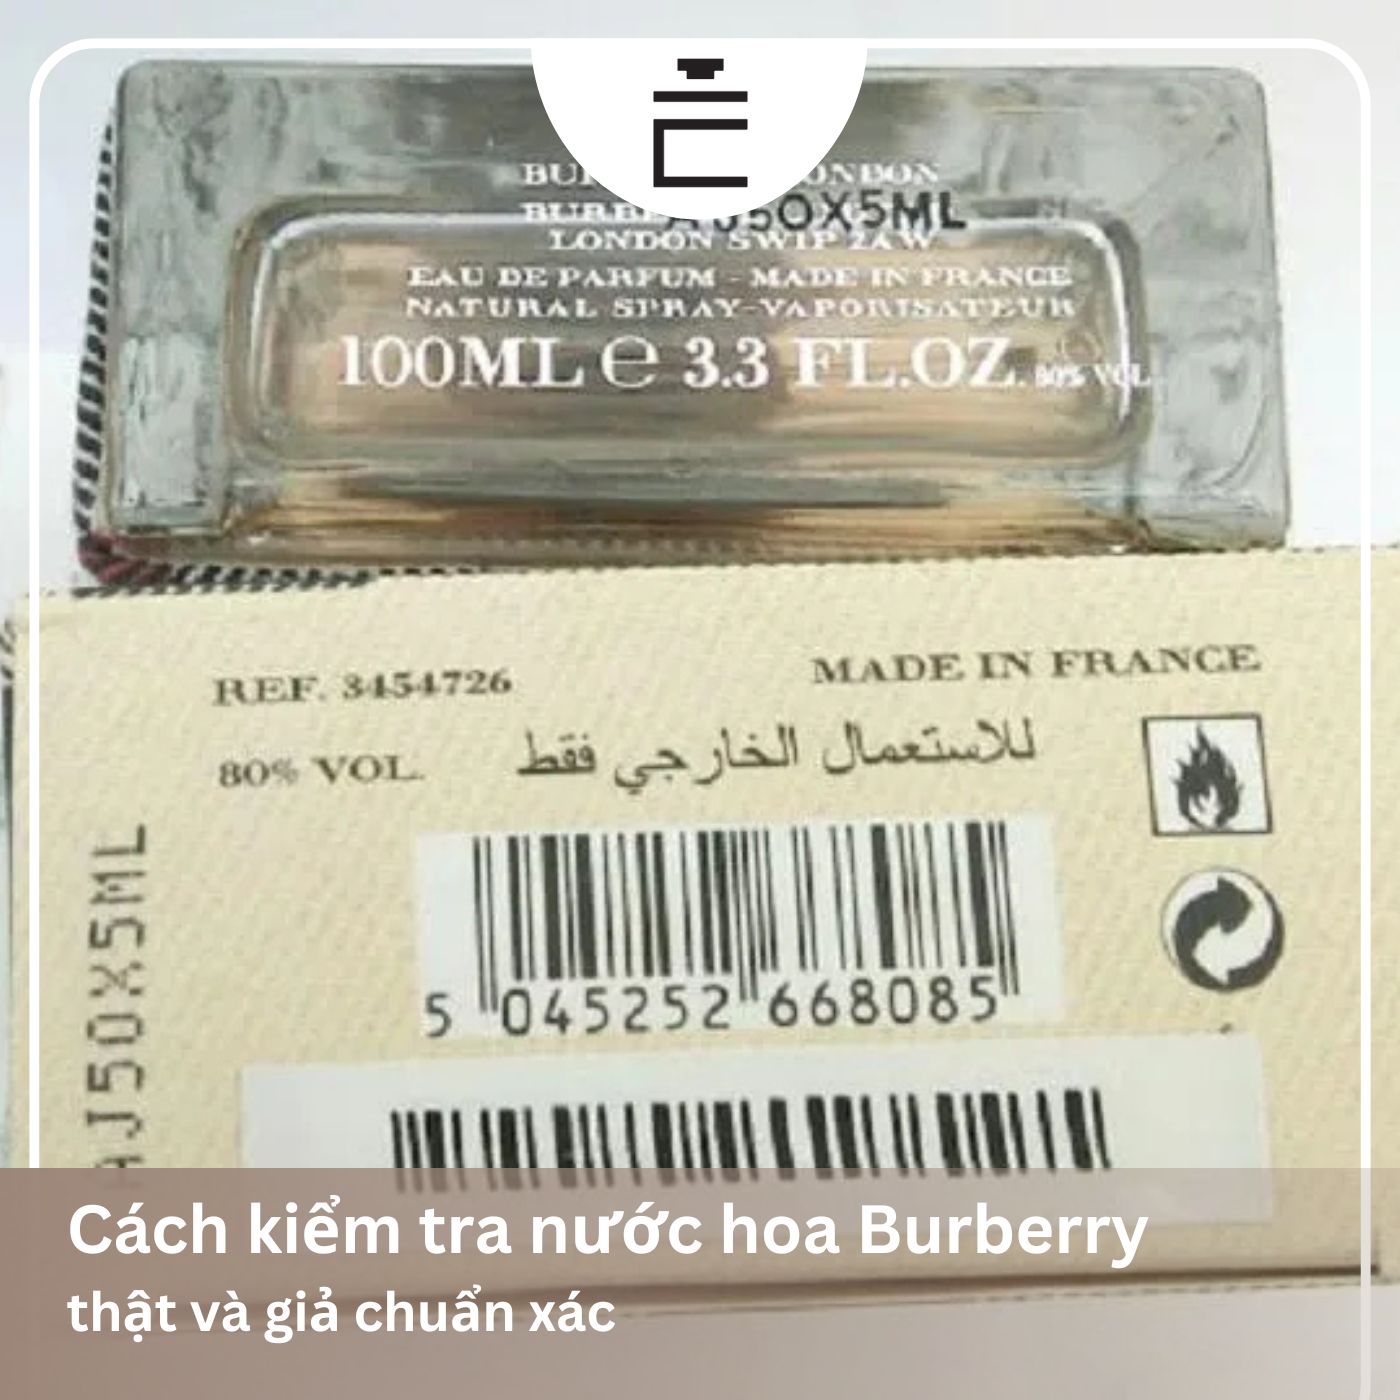 LONDON SW1P 2AW
EAU DE PARFUM - MADE IN FRANCE
NATURAL SPRAY-VAPORISATEUR
100ML e 3.3 FL.OZ. 80% VOL
REF. 3454726
MADE IN FRANCE
80% VOL.
للاستعمال الخارجي فقط
AJ50X5ML
5 045252 668085
Cách kiểm tra nước hoa Burberry
thật và giả chuẩn xác